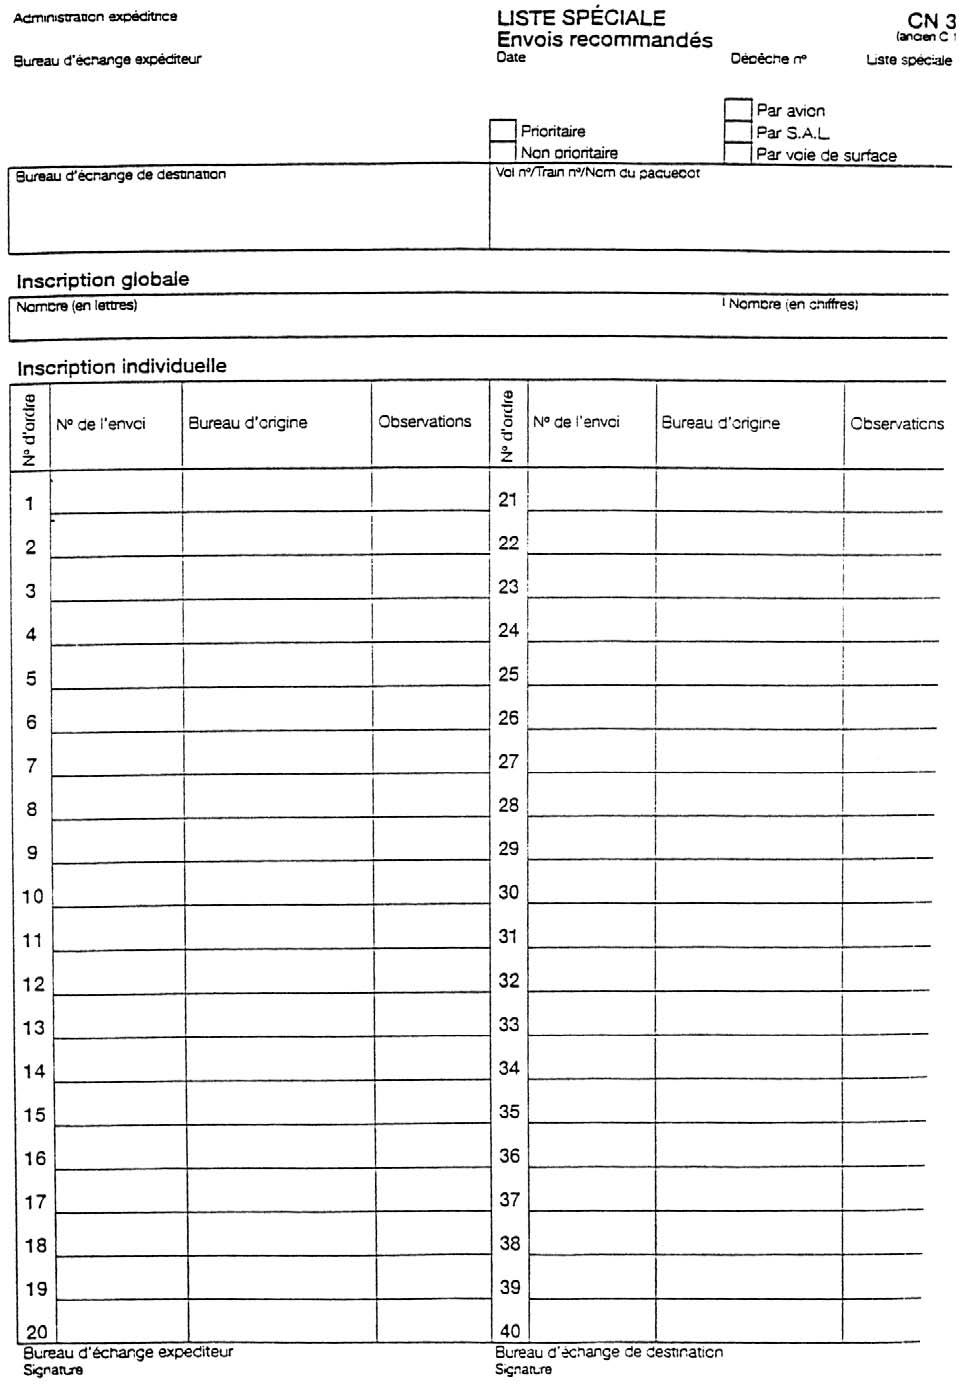 Administration expéditrice
LISTE SPÉCIALE
Envois recommandés
CN 3
(ancien C 1
Bureau d'échange expéditeur
Date
Dépêche nº
Liste spéciale
Prioritaire
Non prioritaire
Par avion
Par S.A.L.
Par voie de surface
Bureau d'échange de destination
Vol nº/Train nº/Nom du paquebot
Inscription globale
Nombre (en lettres)
Nombre (en chiffres)
Inscription individuelle
Nº d'ordre
Nº de l'envoi
Bureau d'origine
Observations
Nº d'ordre
Nº de l'envoi
Bureau d'origine
Observations
1 21
2 22
3 23
4 24
5 25
6 26
7 27
8 28
9 29
10 30
11 31
12 32
13 33
14 34
15 35
16 36
17 37
18 38
19 39
20 40
Bureau d'échange expéditeur
Signature
Bureau d'échange de destination
Signature